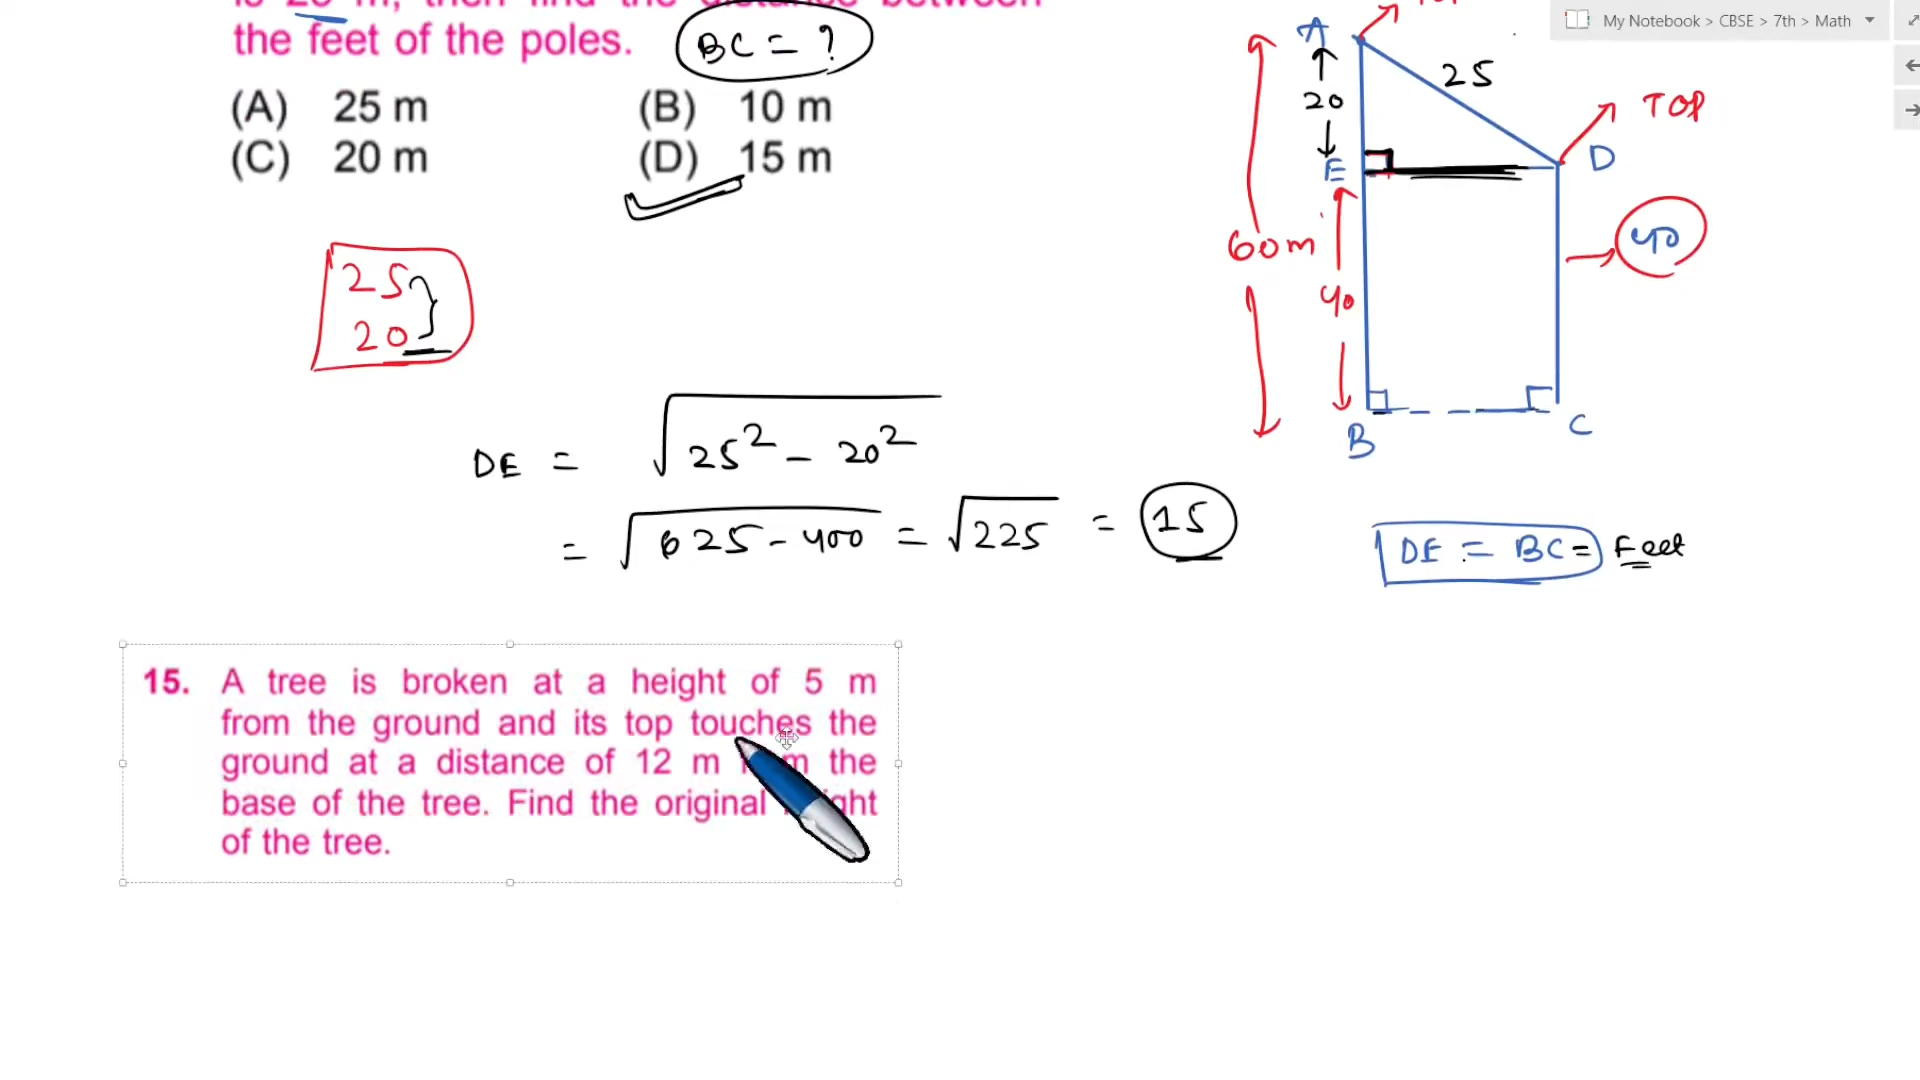 the feet of the poles.
BC = ?
(A) 25 m (B) 10 m
(C) 20 m (D) 15 m
25
20
DE = √25² - 20²
= √625 - 400 = √225 = 15
My Notebook > CBSE > 7th > Math
A
25
20
TOP
D
E
60m
40
40
B
C
DE = BC = Feet
15. A tree is broken at a height of 5 m
from the ground and its top touches the
ground at a distance of 12 m the
base of the tree. Find the original
of the tree.